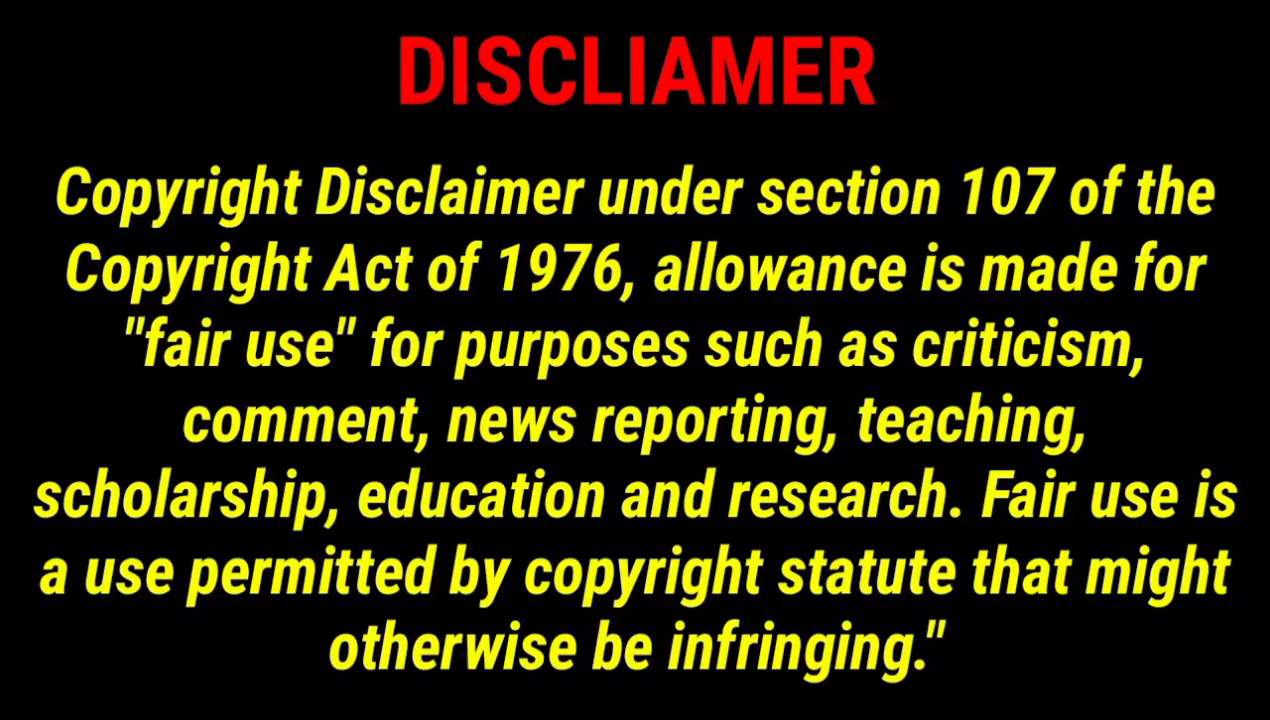 DISCLIAMER
Copyright Disclaimer under section 107 of the
Copyright Act of 1976, allowance is made for
"fair use" for purposes such as criticism,
comment, news reporting, teaching,
scholarship, education and research. Fair use is
a use permitted by copyright statute that might
otherwise be infringing."